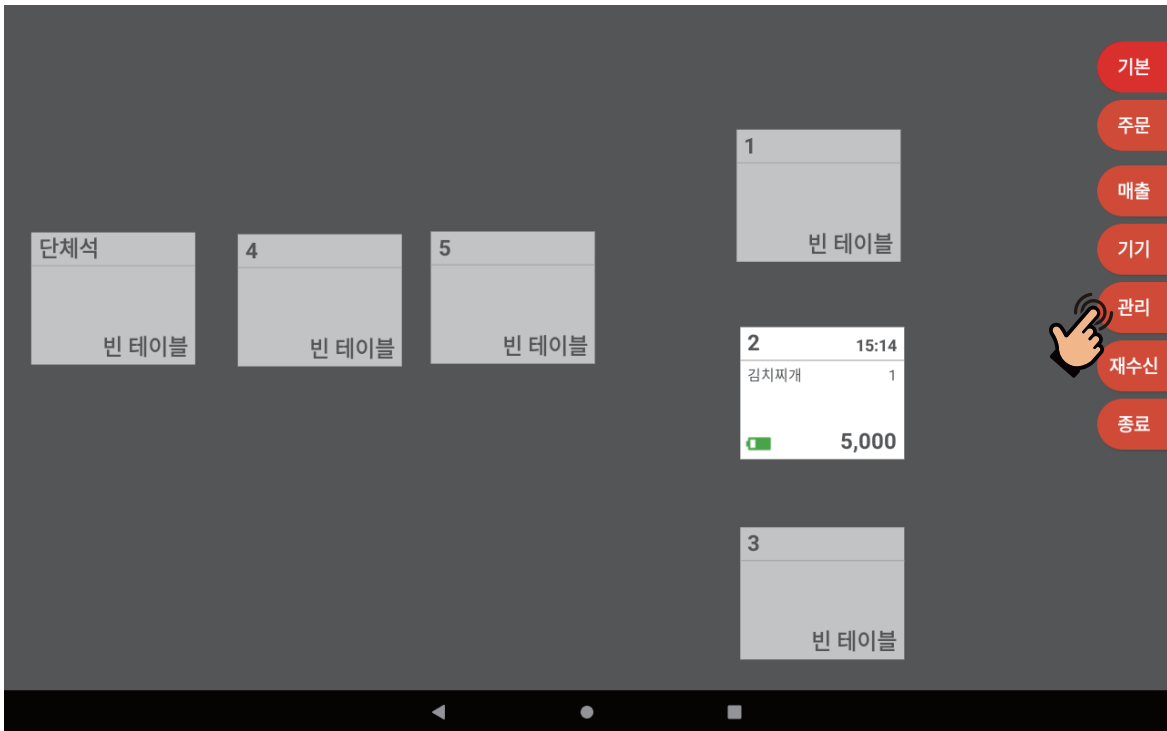 단체석
빈 테이블
4
빈 테이블
5
빈 테이블
1
빈 테이블
2 15:14
김치찌개 1
5,000
3
빈 테이블
기본
주문
매출
기기
관리
재수신
종료